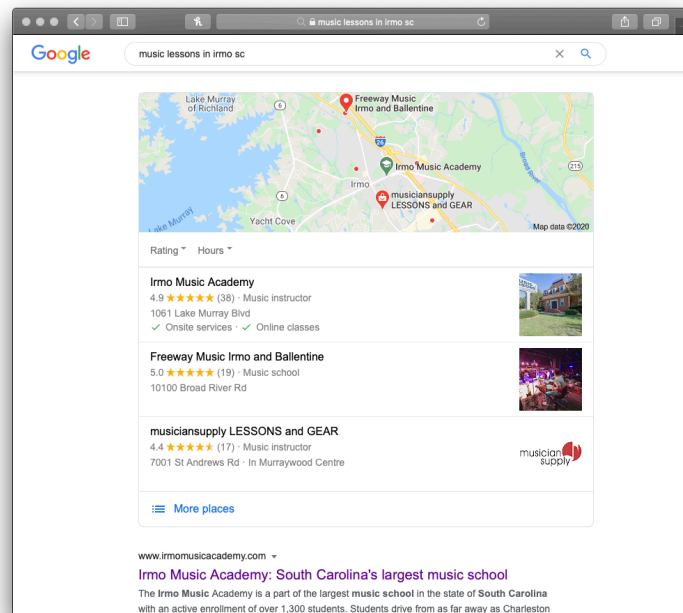 music lessons in irmo sc
Google
music lessons in irmo sc
Lake Murray
of Richland
6
Freeway Music
Irmo and Ballentine
26
Irmo Music Academy
Irmo
Broad River
215
6
musiciansupply
LESSONS and GEAR
Lake Murray
Yacht Cove
Map data ©2020
Rating
Hours
Irmo Music Academy
4.9 ★★★★★ (38) · Music instructor
1061 Lake Murray Blvd
✓ Onsite services · ✓ Online classes
Freeway Music Irmo and Ballentine
5.0 ★★★★★ (19) · Music school
10100 Broad River Rd
musiciansupply LESSONS and GEAR
4.4 ★★★★★ (17) · Music instructor
7001 St Andrews Rd · In Murraywood Centre
musician
supply
More places
www.irmomusicacademy.com
Irmo Music Academy: South Carolina's largest music school
The Irmo Music Academy is a part of the largest music school in the state of South Carolina
with an active enrollment of over 1,300 students. Students drive from as far away as Charleston